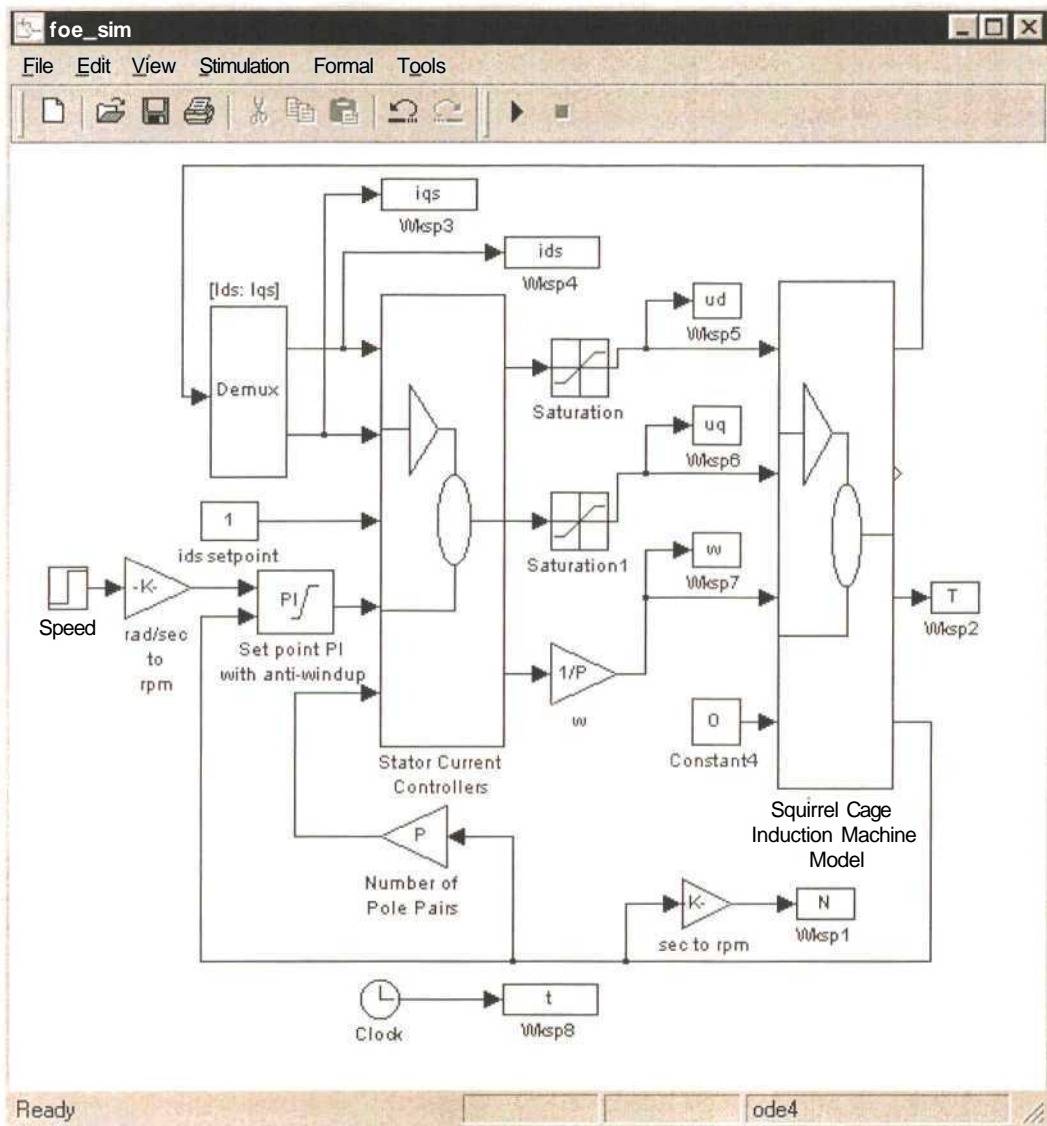 foe_sim
File Edit View Stimulation Formal Tools
iqs
Wksp3
ids
Wksp4
[Ids: Iqs]
Demux
ud
Wksp5
Saturation
uq
Wksp6
1
ids setpoint
Saturation1
w
Wksp7
Speed
-K-
rad/sec
to
rpm
PI
Set point PI
with anti-windup
T
Wksp2
1/P
w
0
Constant4
Stator Current
Controllers
Squirrel Cage
Induction Machine
Model
P
Number of
Pole Pairs
K-
sec to rpm
N
Wksp1
Clock
t
Wksp8
Ready
ode4